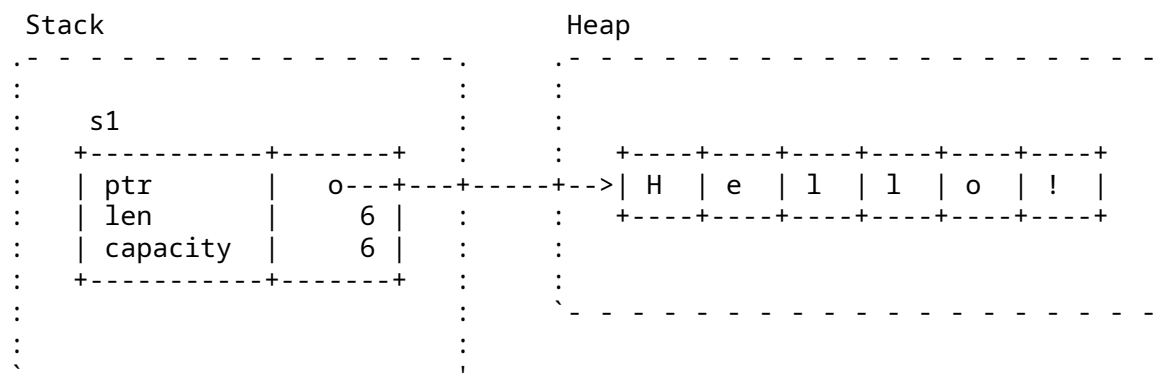 Stack Heap
s1
ptr o---+---+-----+-->| H | e | l | l | o | ! |
len 6
capacity 6